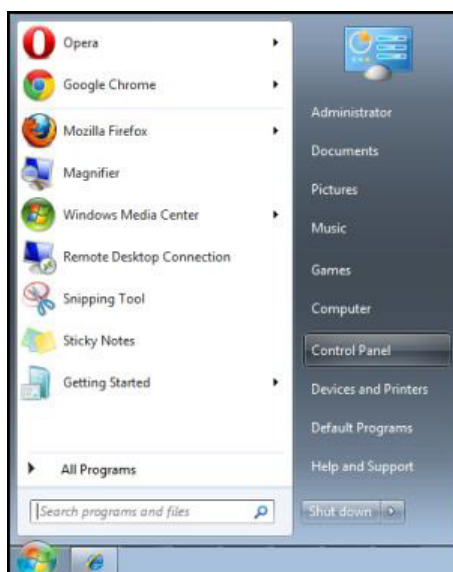 Opera
Google Chrome
Mozilla Firefox
Magnifier
Windows Media Center
Remote Desktop Connection
Snipping Tool
Sticky Notes
Getting Started
All Programs
Search programs and files
Administrator
Documents
Pictures
Music
Games
Computer
Control Panel
Devices and Printers
Default Programs
Help and Support
Shut down